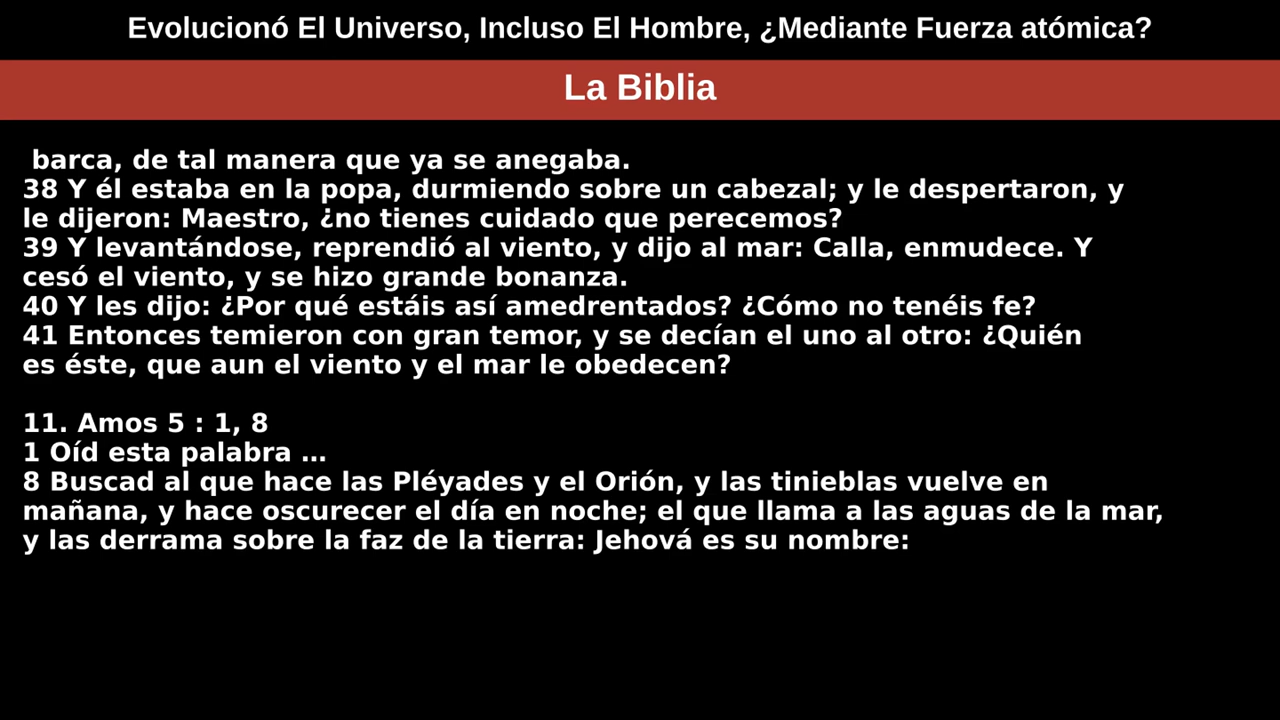 Evolucionó El Universo, Incluso El Hombre, ¿Mediante Fuerza atómica?
La Biblia
barca, de tal manera que ya se anegaba.
38 Y él estaba en la popa, durmiendo sobre un cabezal; y le despertaron, y
le dijeron: Maestro, ¿no tienes cuidado que perecemos?
39 Y levantándose, reprendió al viento, y dijo al mar: Calla, enmudece. Y
cesó el viento, y se hizo grande bonanza.
40 Y les dijo: ¿Por qué estáis así amedrentados? ¿Cómo no tenéis fe?
41 Entonces temieron con gran temor, y se decían el uno al otro: ¿Quién
es éste, que aun el viento y el mar le obedecen?
11. Amos 5 : 1, 8
1 Oíd esta palabra …
8 Buscad al que hace las Pléyades y el Orión, y las tinieblas vuelve en
mañana, y hace oscurecer el día en noche; el que llama a las aguas de la mar,
y las derrama sobre la faz de la tierra: Jehová es su nombre: